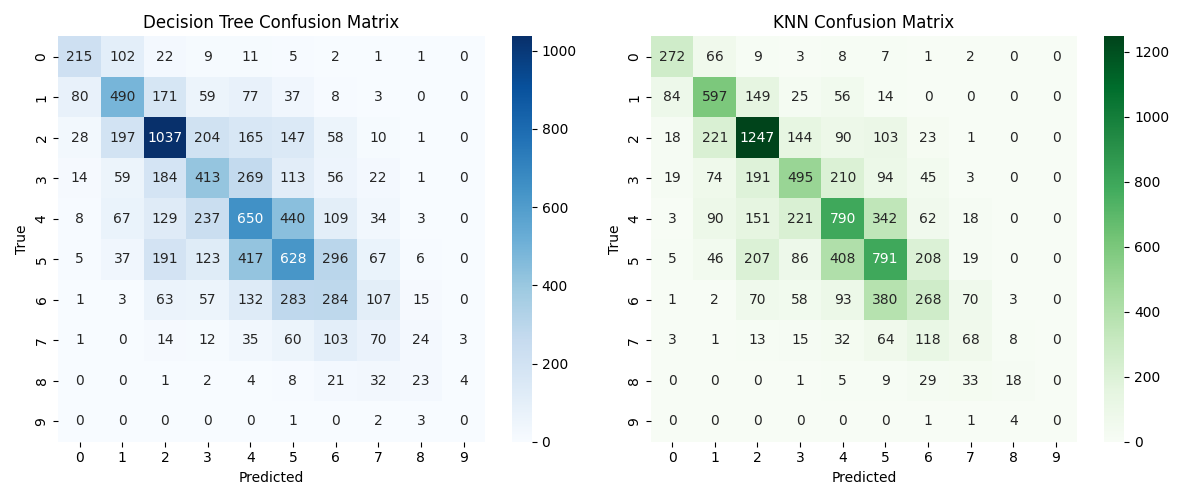 Decision Tree Confusion Matrix
0 215 102 22 9 11 5 2 1 1 0
1 80 490 171 59 77 37 8 3 0 0
2 28 197 1037 204 165 147 58 10 1 0
3 14 59 184 413 269 113 56 22 1 0
4 8 67 129 237 650 440 109 34 3 0
5 5 37 191 123 417 628 296 67 6 0
6 1 3 63 57 132 283 284 107 15 0
7 1 0 14 12 35 60 103 70 24 3
8 0 0 1 2 4 8 21 32 23 4
9 0 0 0 0 0 1 0 2 3 0
0 1 2 3 4 5 6 7 8 9
Predicted
True
1000
800
600
400
200
0
KNN Confusion Matrix
0 272 66 9 3 8 7 1 2 0 0
1 84 597 149 25 56 14 0 0 0 0
2 18 221 1247 144 90 103 23 1 0 0
3 19 74 191 495 210 94 45 3 0 0
4 3 90 151 221 790 342 62 18 0 0
5 5 46 207 86 408 791 208 19 0 0
6 1 2 70 58 93 380 268 70 3 0
7 3 1 13 15 32 64 118 68 8 0
8 0 0 0 1 5 9 29 33 18 0
9 0 0 0 0 0 0 1 1 4 0
0 1 2 3 4 5 6 7 8 9
Predicted
True
1200
1000
800
600
400
200
0